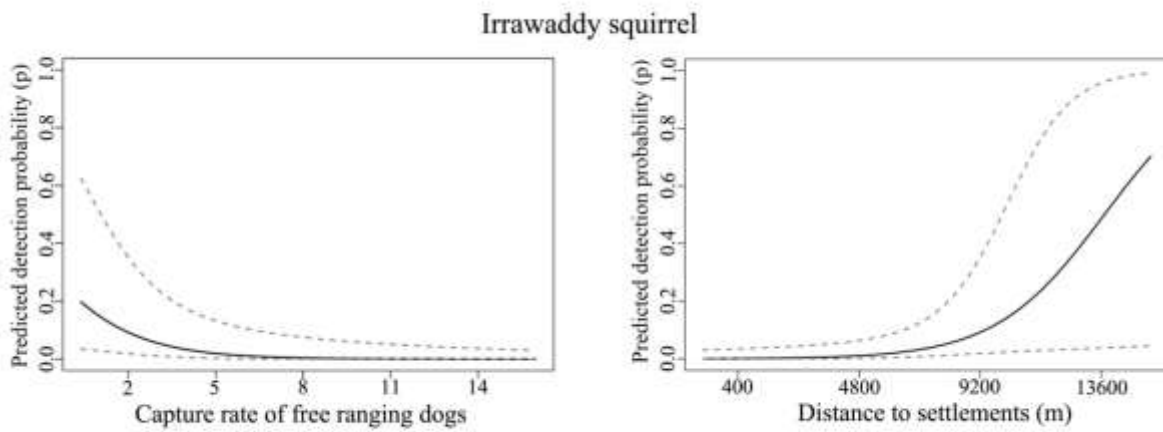 Irrawaddy squirrel
Predicted detection probability (p)
1.0
0.8
0.6
0.4
0.2
0.0
2 5 8 11 14
Capture rate of free ranging dogs
Predicted detection probability (p)
1.0
0.8
0.6
0.4
0.2
0.0
400 4800 9200 13600
Distance to settlements (m)